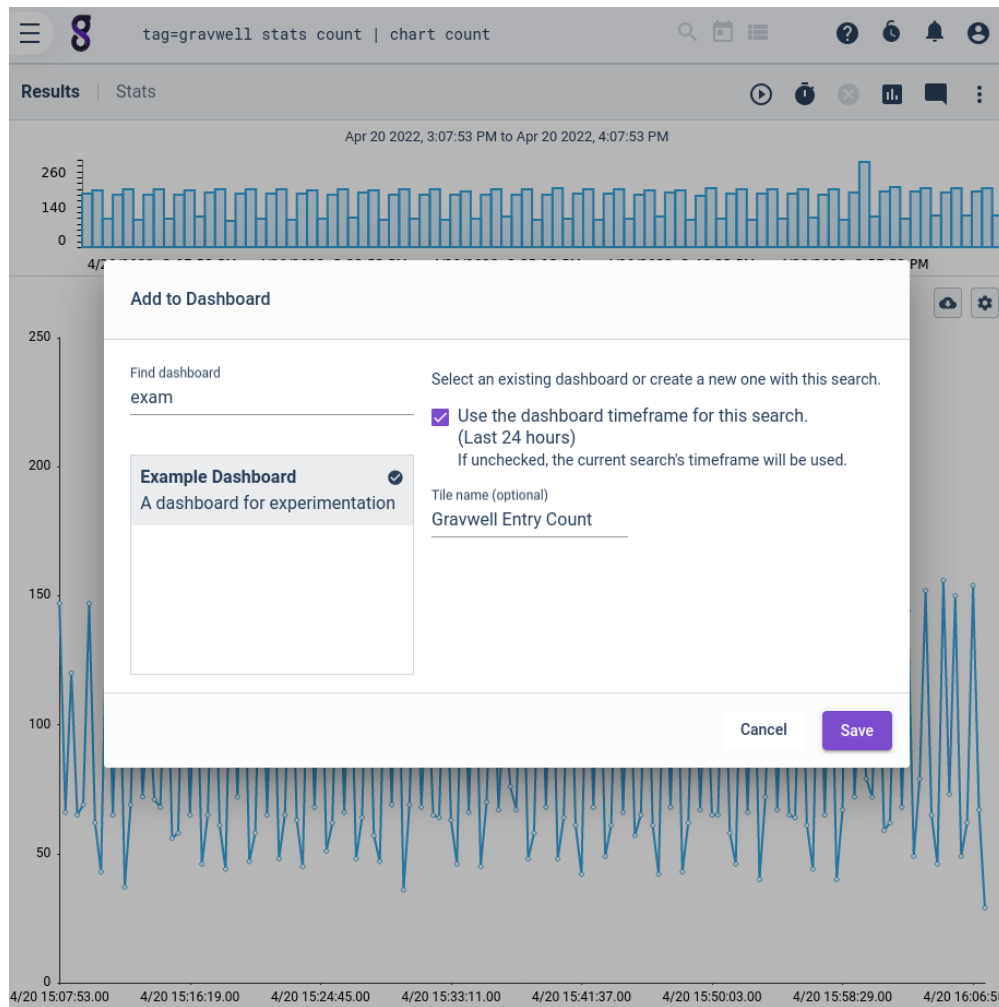 tag=gravwell stats count | chart count
Results | Stats
Apr 20 2022, 3:07:53 PM to Apr 20 2022, 4:07:53 PM
260
140
0
PM
Add to Dashboard
Find dashboard
exam
Example Dashboard
A dashboard for experimentation
Select an existing dashboard or create a new one with this search.
Use the dashboard timeframe for this search.
(Last 24 hours)
If unchecked, the current search's timeframe will be used.
Tile name (optional)
Gravwell Entry Count
Cancel
Save
250
200
150
100
50
0
4/20 15:07:53.00 4/20 15:16:19.00 4/20 15:24:45.00 4/20 15:33:11.00 4/20 15:41:37.00 4/20 15:50:03.00 4/20 15:58:29.00 4/20 16:06:5